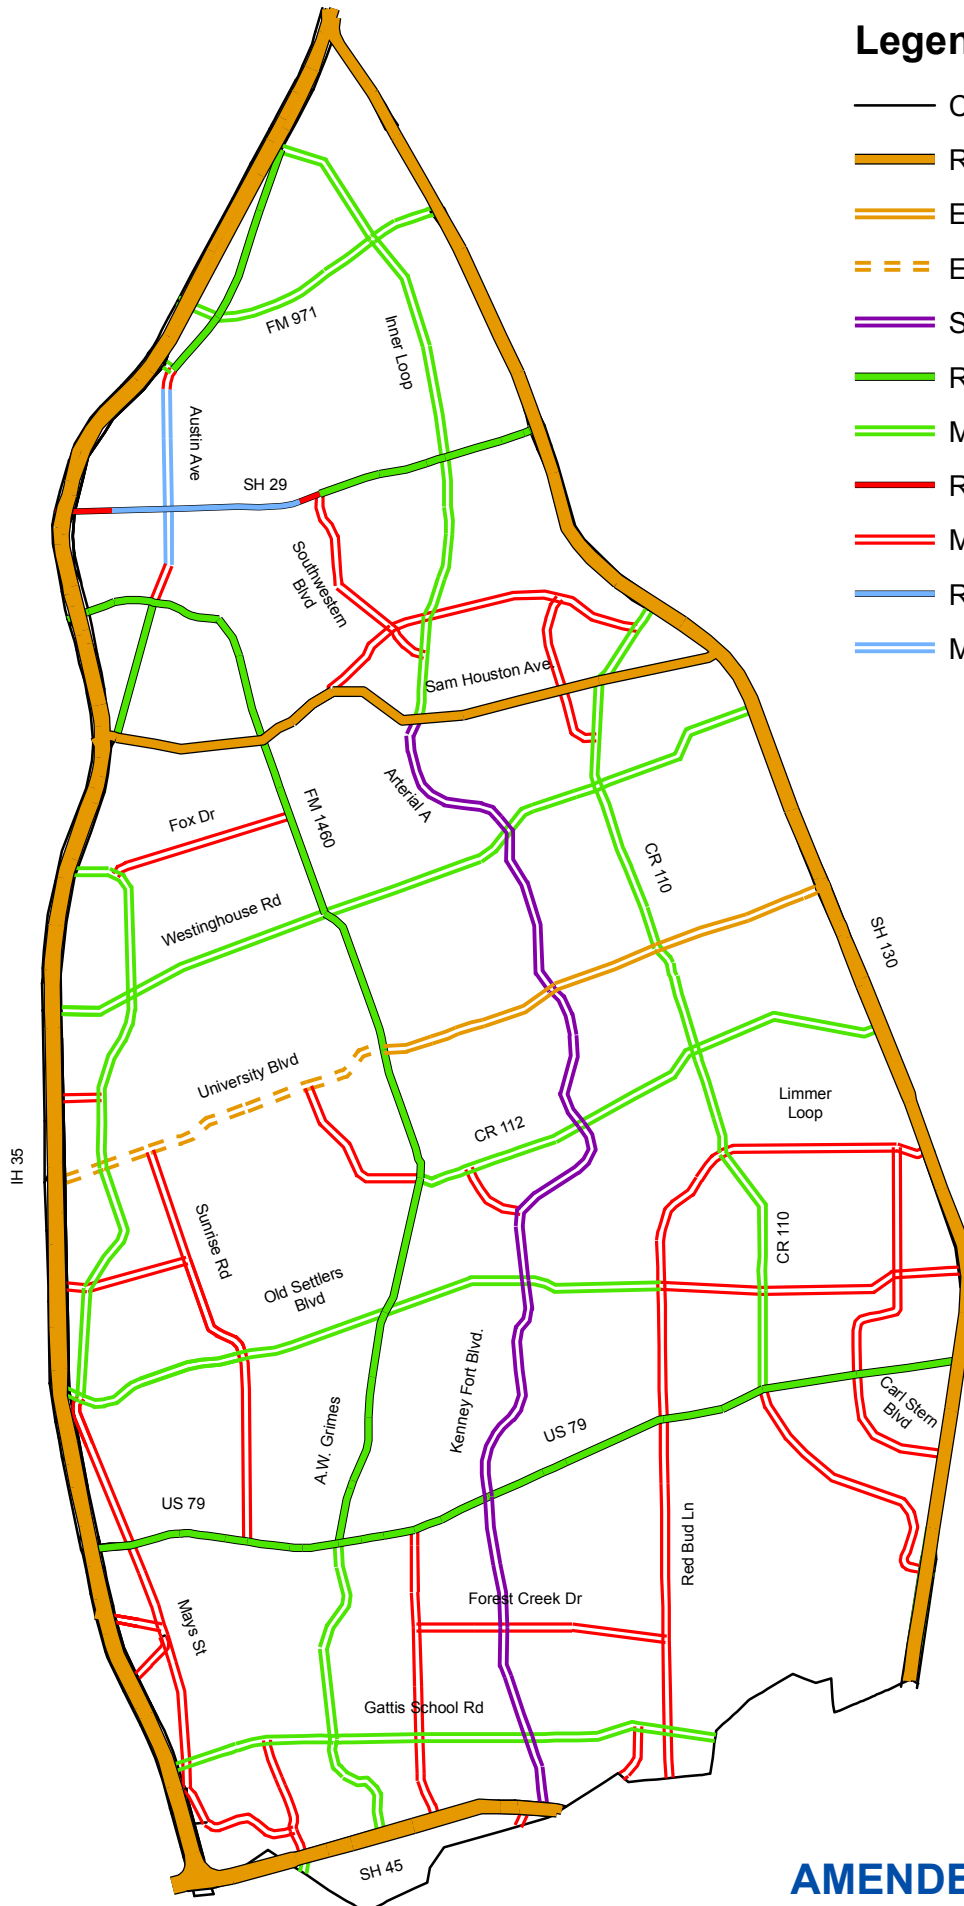 Legen
C
R
E
E
S
R
M
R
M
R
M
FM 971
Inner Loop
Austin Ave
SH 29
Southwestern
Blvd
Sam Houston Ave.
Arterial A
Fox Dr
FM 1460
CR 110
Westinghouse Rd
SH 130
University Blvd
Limmer
Loop
CR 112
IH 35
Sunrise Rd
CR 110
Old Settlers
Blvd
Kenney Fort Blvd.
Carl Stern
Blvd
A.W. Grimes
US 79
US 79
Red Bud Ln
Forest Creek Dr
Mays St
Gattis School Rd
SH 45
AMENDE